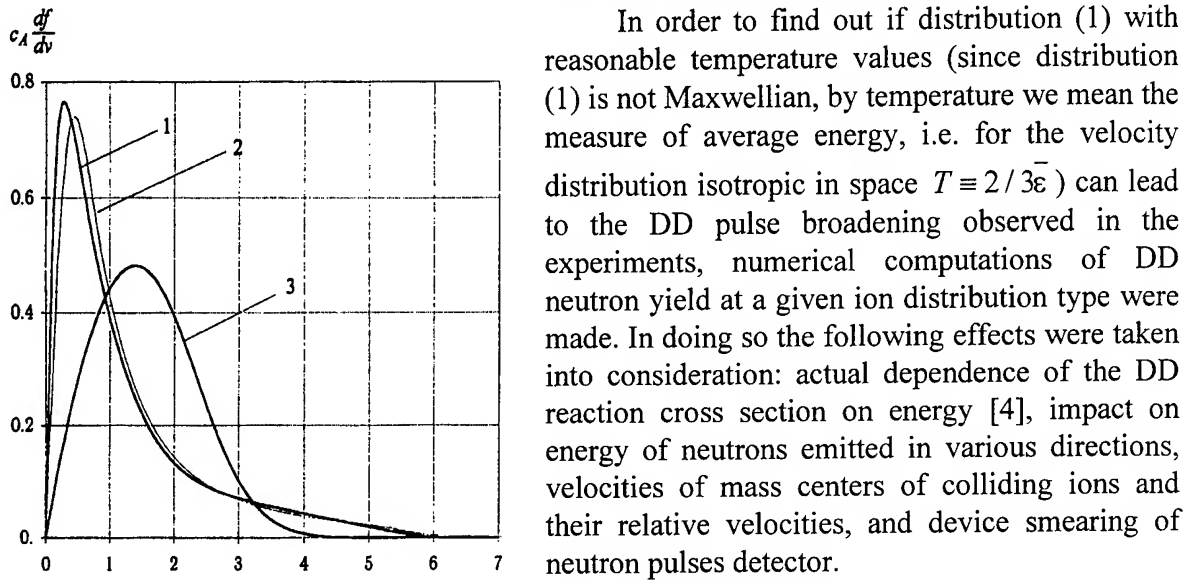 c_A df/dv
0.8
0.6
0.4
0.2
0.
0 1 2 3 4 5 6 7
1
2
3
In order to find out if distribution (1) with
reasonable temperature values (since distribution
(1) is not Maxwellian, by temperature we mean the
measure of average energy, i.e. for the velocity
distribution isotropic in space T ≡ 2 / 3ε̄ ) can lead
to the DD pulse broadening observed in the
experiments, numerical computations of DD
neutron yield at a given ion distribution type were
made. In doing so the following effects were taken
into consideration: actual dependence of the DD
reaction cross section on energy [4], impact on
energy of neutrons emitted in various directions,
velocities of mass centers of colliding ions and
their relative velocities, and device smearing of
neutron pulses detector.